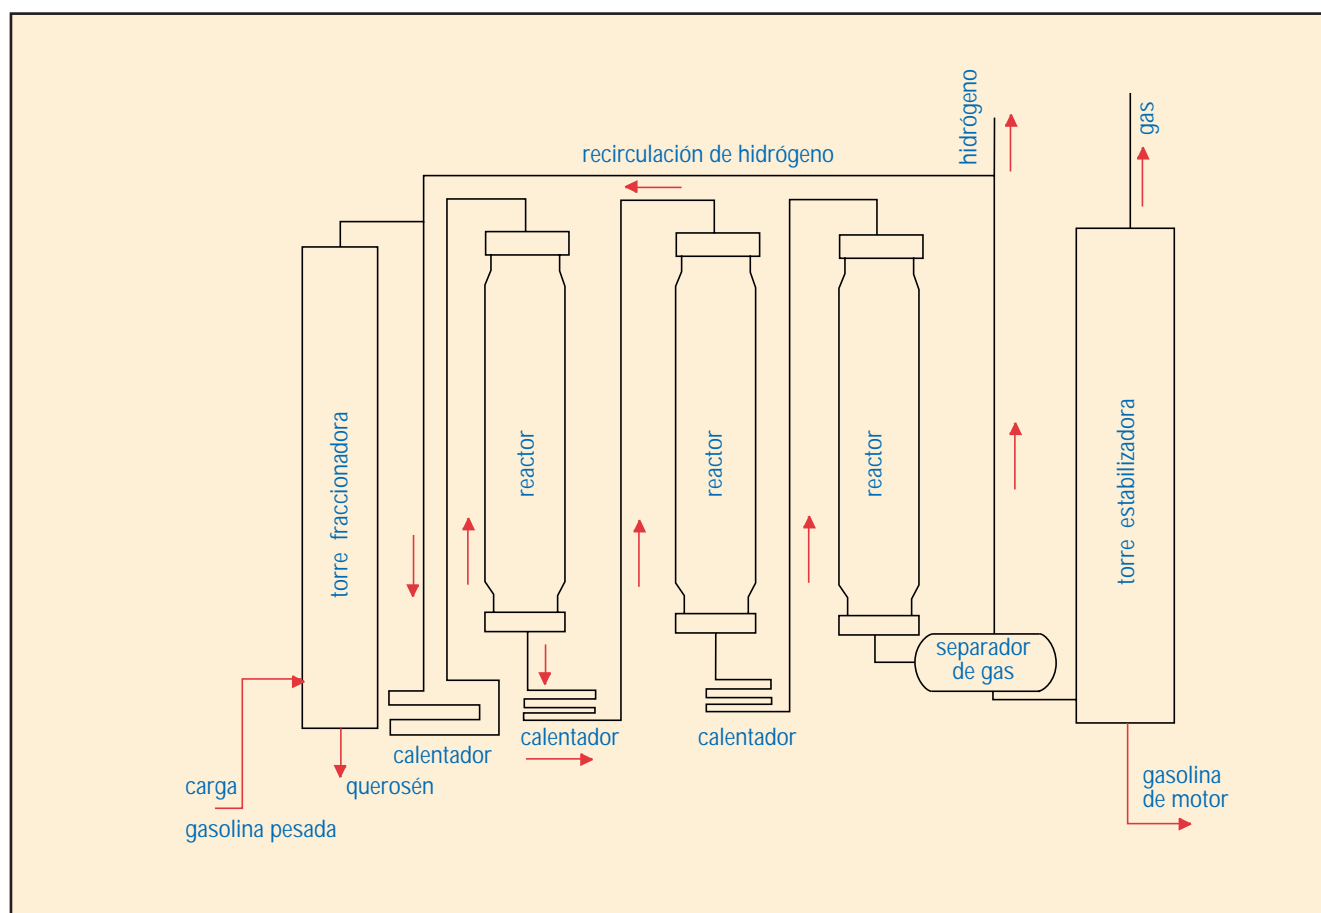 hidrógeno
gas
recirculación de hidrógeno
torre fraccionadora
reactor
reactor
reactor
torre estabilizadora
separador
de gas
calentador
calentador
calentador
carga
gasolina pesada
querosén
gasolina
de motor